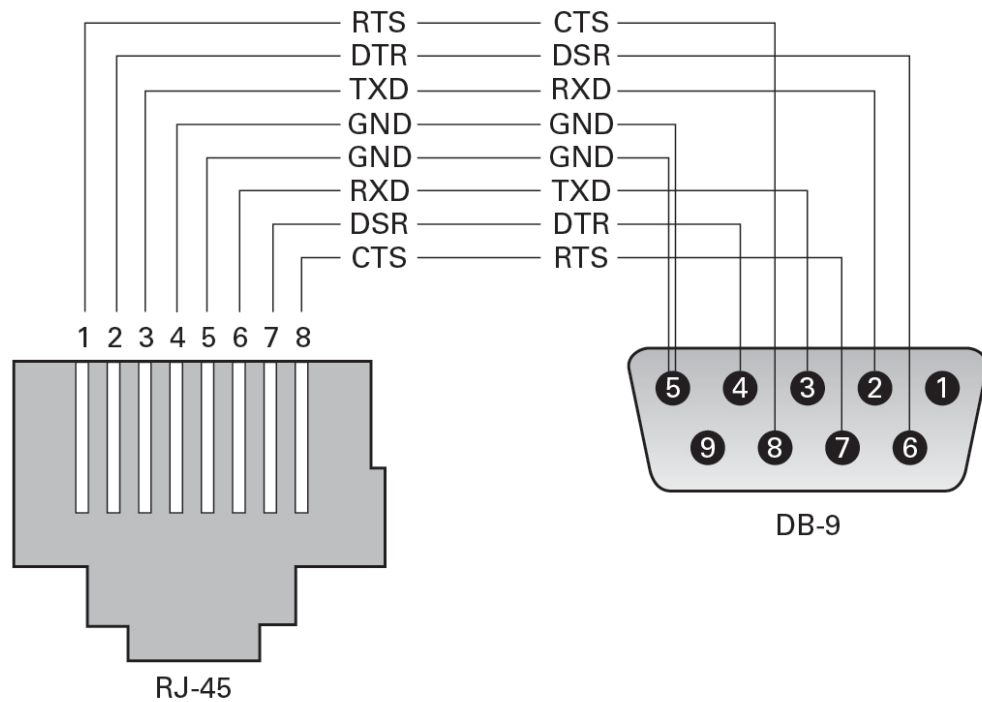 RTS CTS
DTR DSR
TXD RXD
GND GND
GND GND
RXD TXD
DSR DTR
CTS RTS
1 2 3 4 5 6 7 8
5 4 3 2 1
9 8 7 6
DB-9
RJ-45